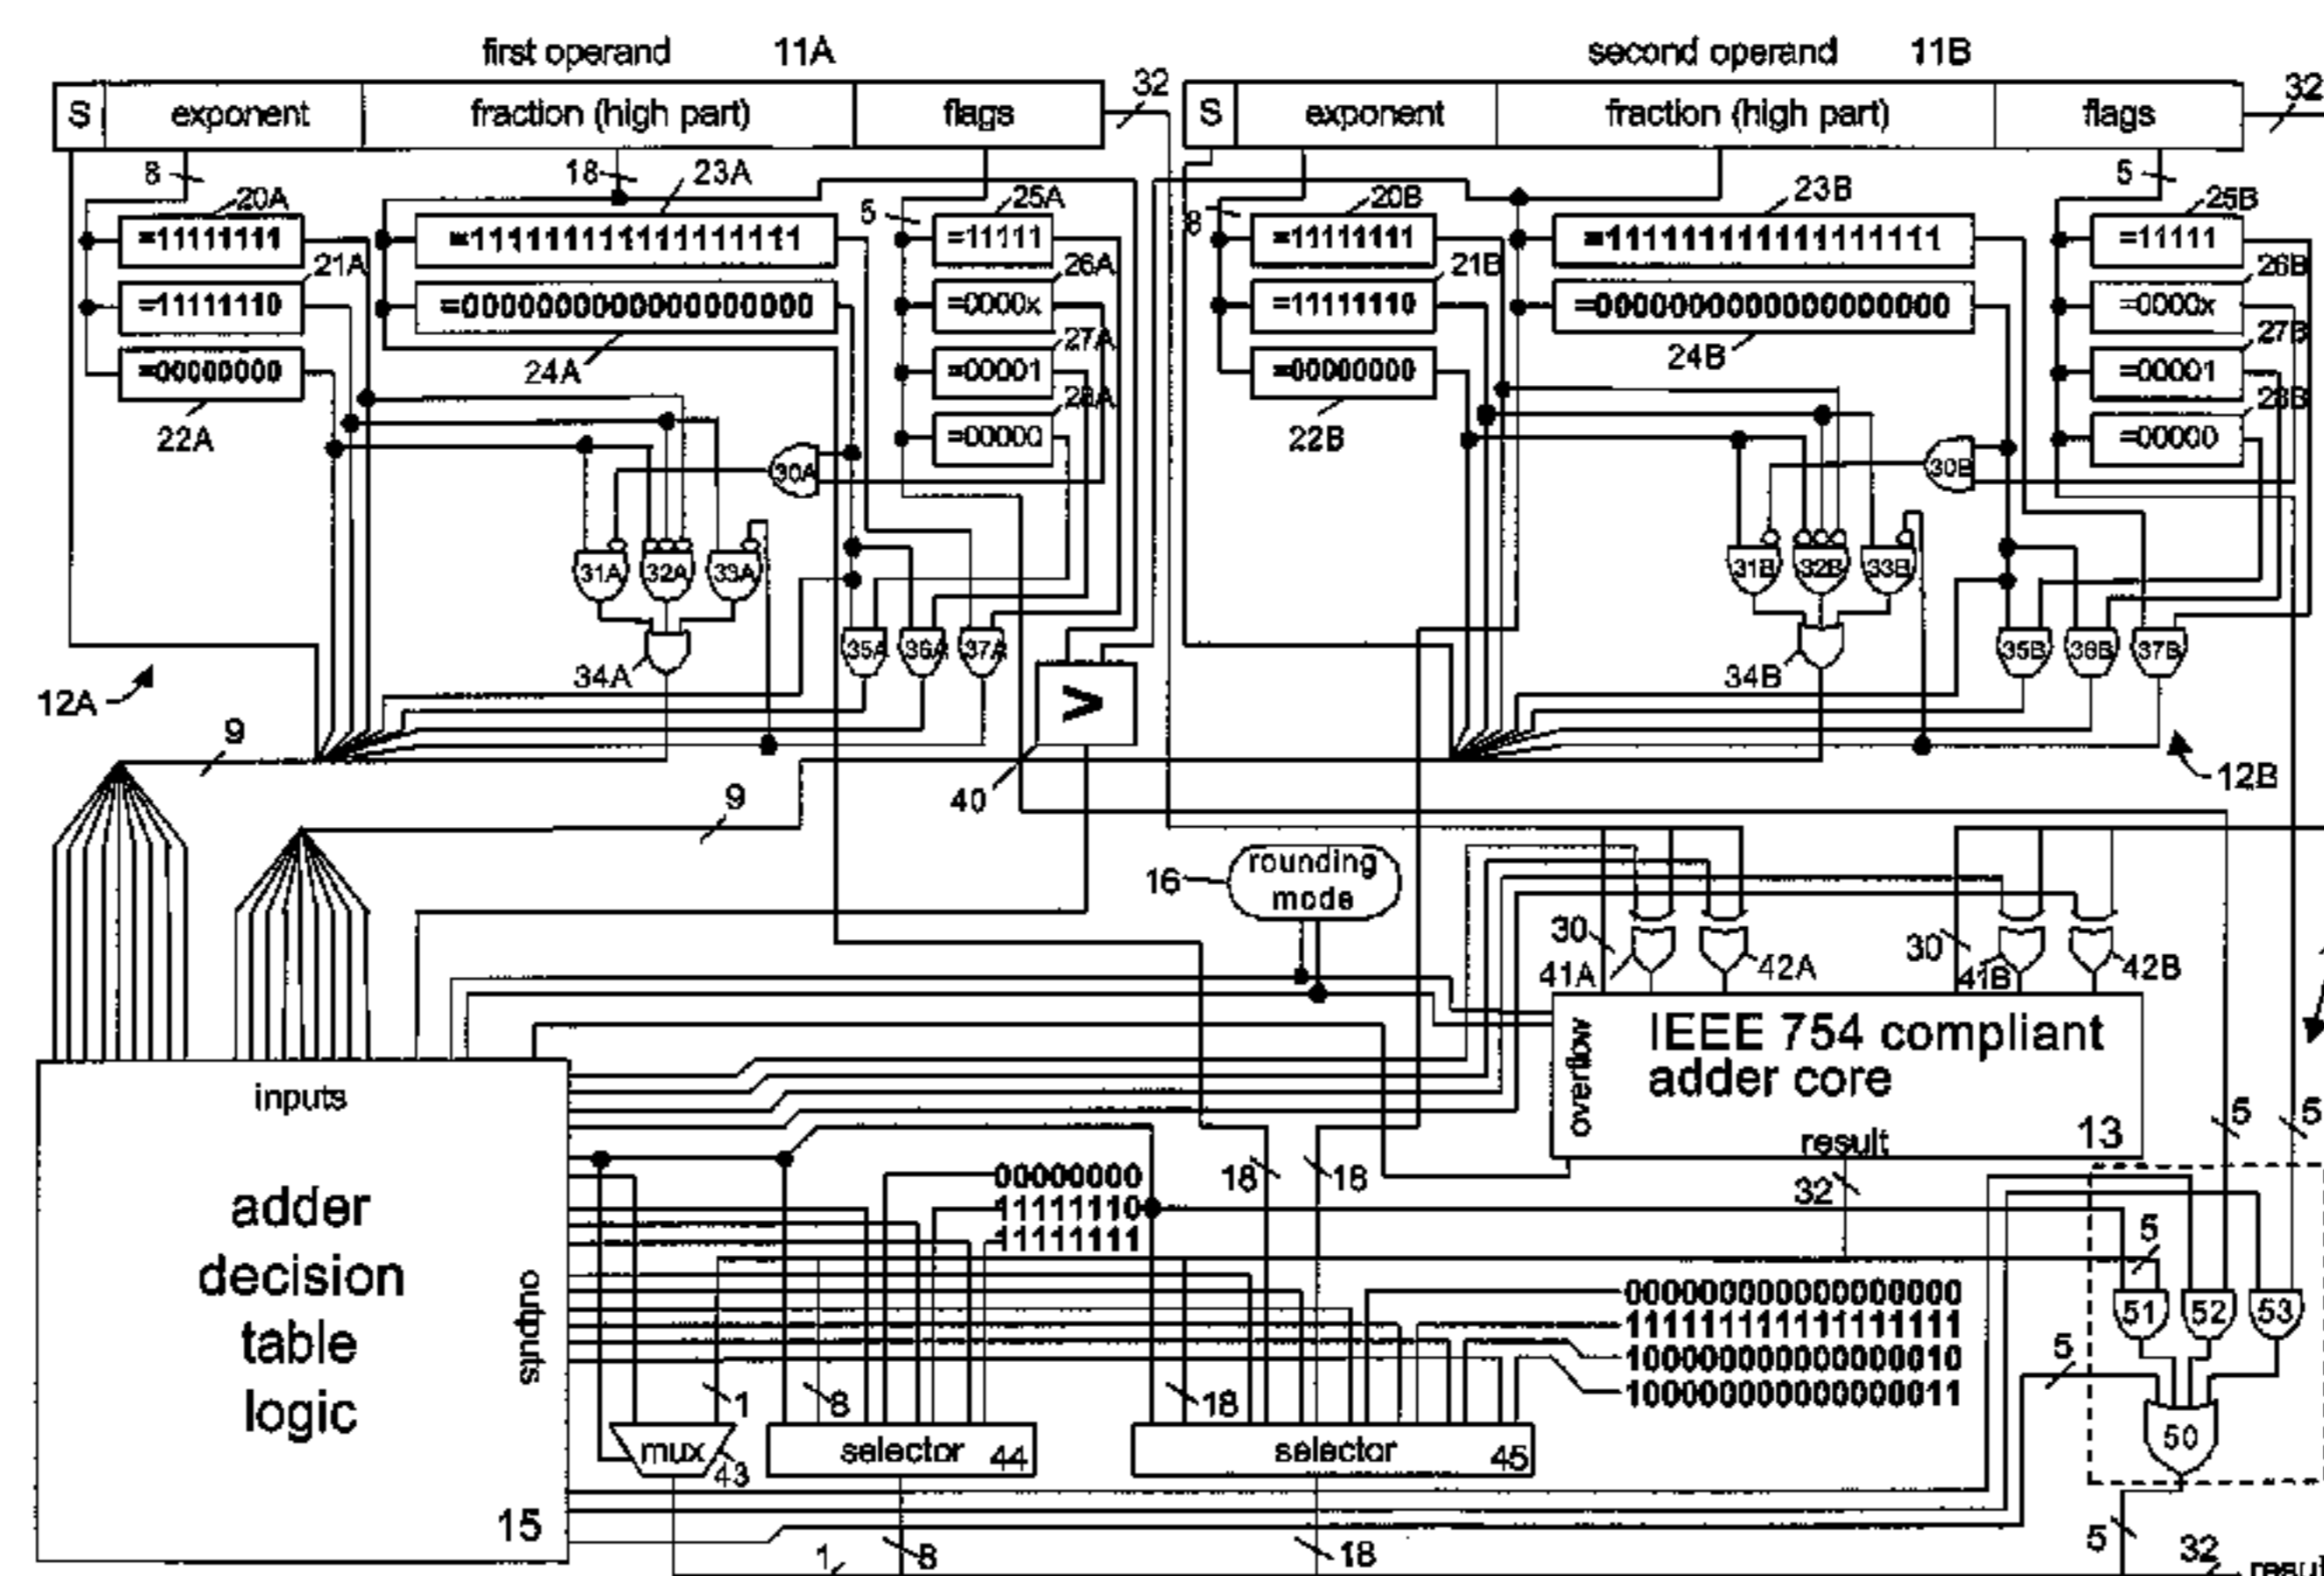 first operand 11A
second operand 11B
32
32
S exponent fraction (high part) flags
S exponent fraction (high part) flags
8 20A 18 23A 5 25A
8 20B 23B 5 25B
=11111111 =111111111111111111 =11111
=11111111 =111111111111111111 =11111
21A 26A
21B 26B
=11111110 =000000000000000000 =0000x
=11111110 =000000000000000000 =0000x
24A 27A
24B 27B
=00000000 =00001
=00000000 =00001
22A 28A
22B 28B
=00000
=00000
30A
30B
31A 32A 33A
31B 32B 33B
34A 35A 36A 37A
34B 35B 36B 37B
12A
>
9
12B
9
40
16
rounding
mode
30 41A 42A
30 41B 42B
overflow
IEEE 754 compliant
adder core
result 13
5 5
inputs
adder
decision
table
logic
outputs
15
18 18
32
00000000
11111110
11111111
5
000000000000000000
111111111111111111
100000000000000010
100000000000000011
51 52 53
5
1 8 18
mux 43
selector 44
selector 45
50
1 8 18
5 32